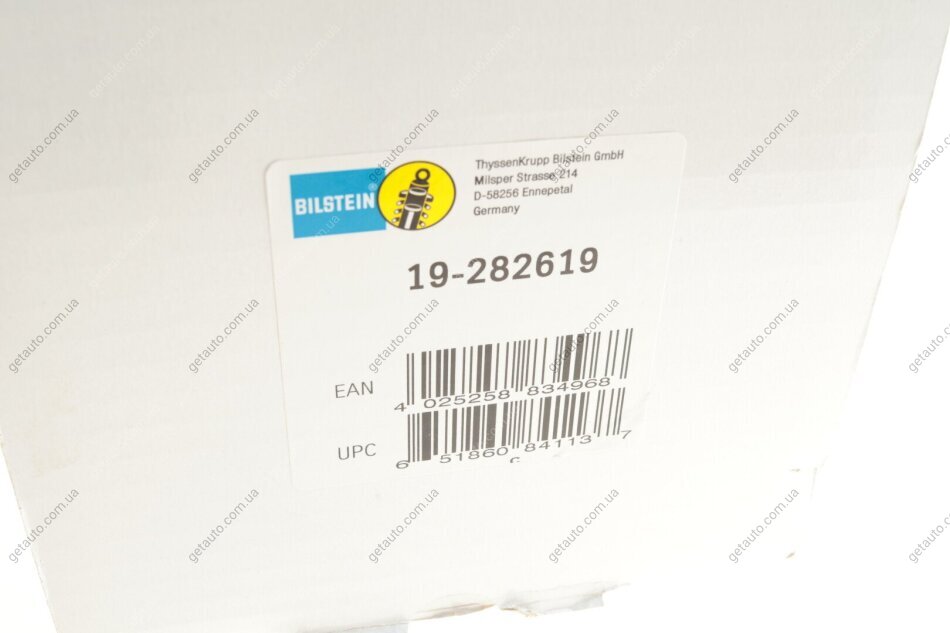 BILSTEIN®
ThyssenKrupp Bilstein GmbH
Milsper Strasse 214
D-58256 Ennepetal
Germany
19-282619
EAN
4 025258 834968
UPC
6 51860 84113 7
getauto.com.ua